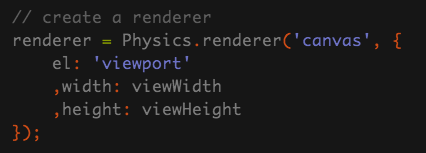 // create a renderer
renderer = Physics.renderer('canvas', {
    el: 'viewport'
    ,width: viewWidth
    ,height: viewHeight
});